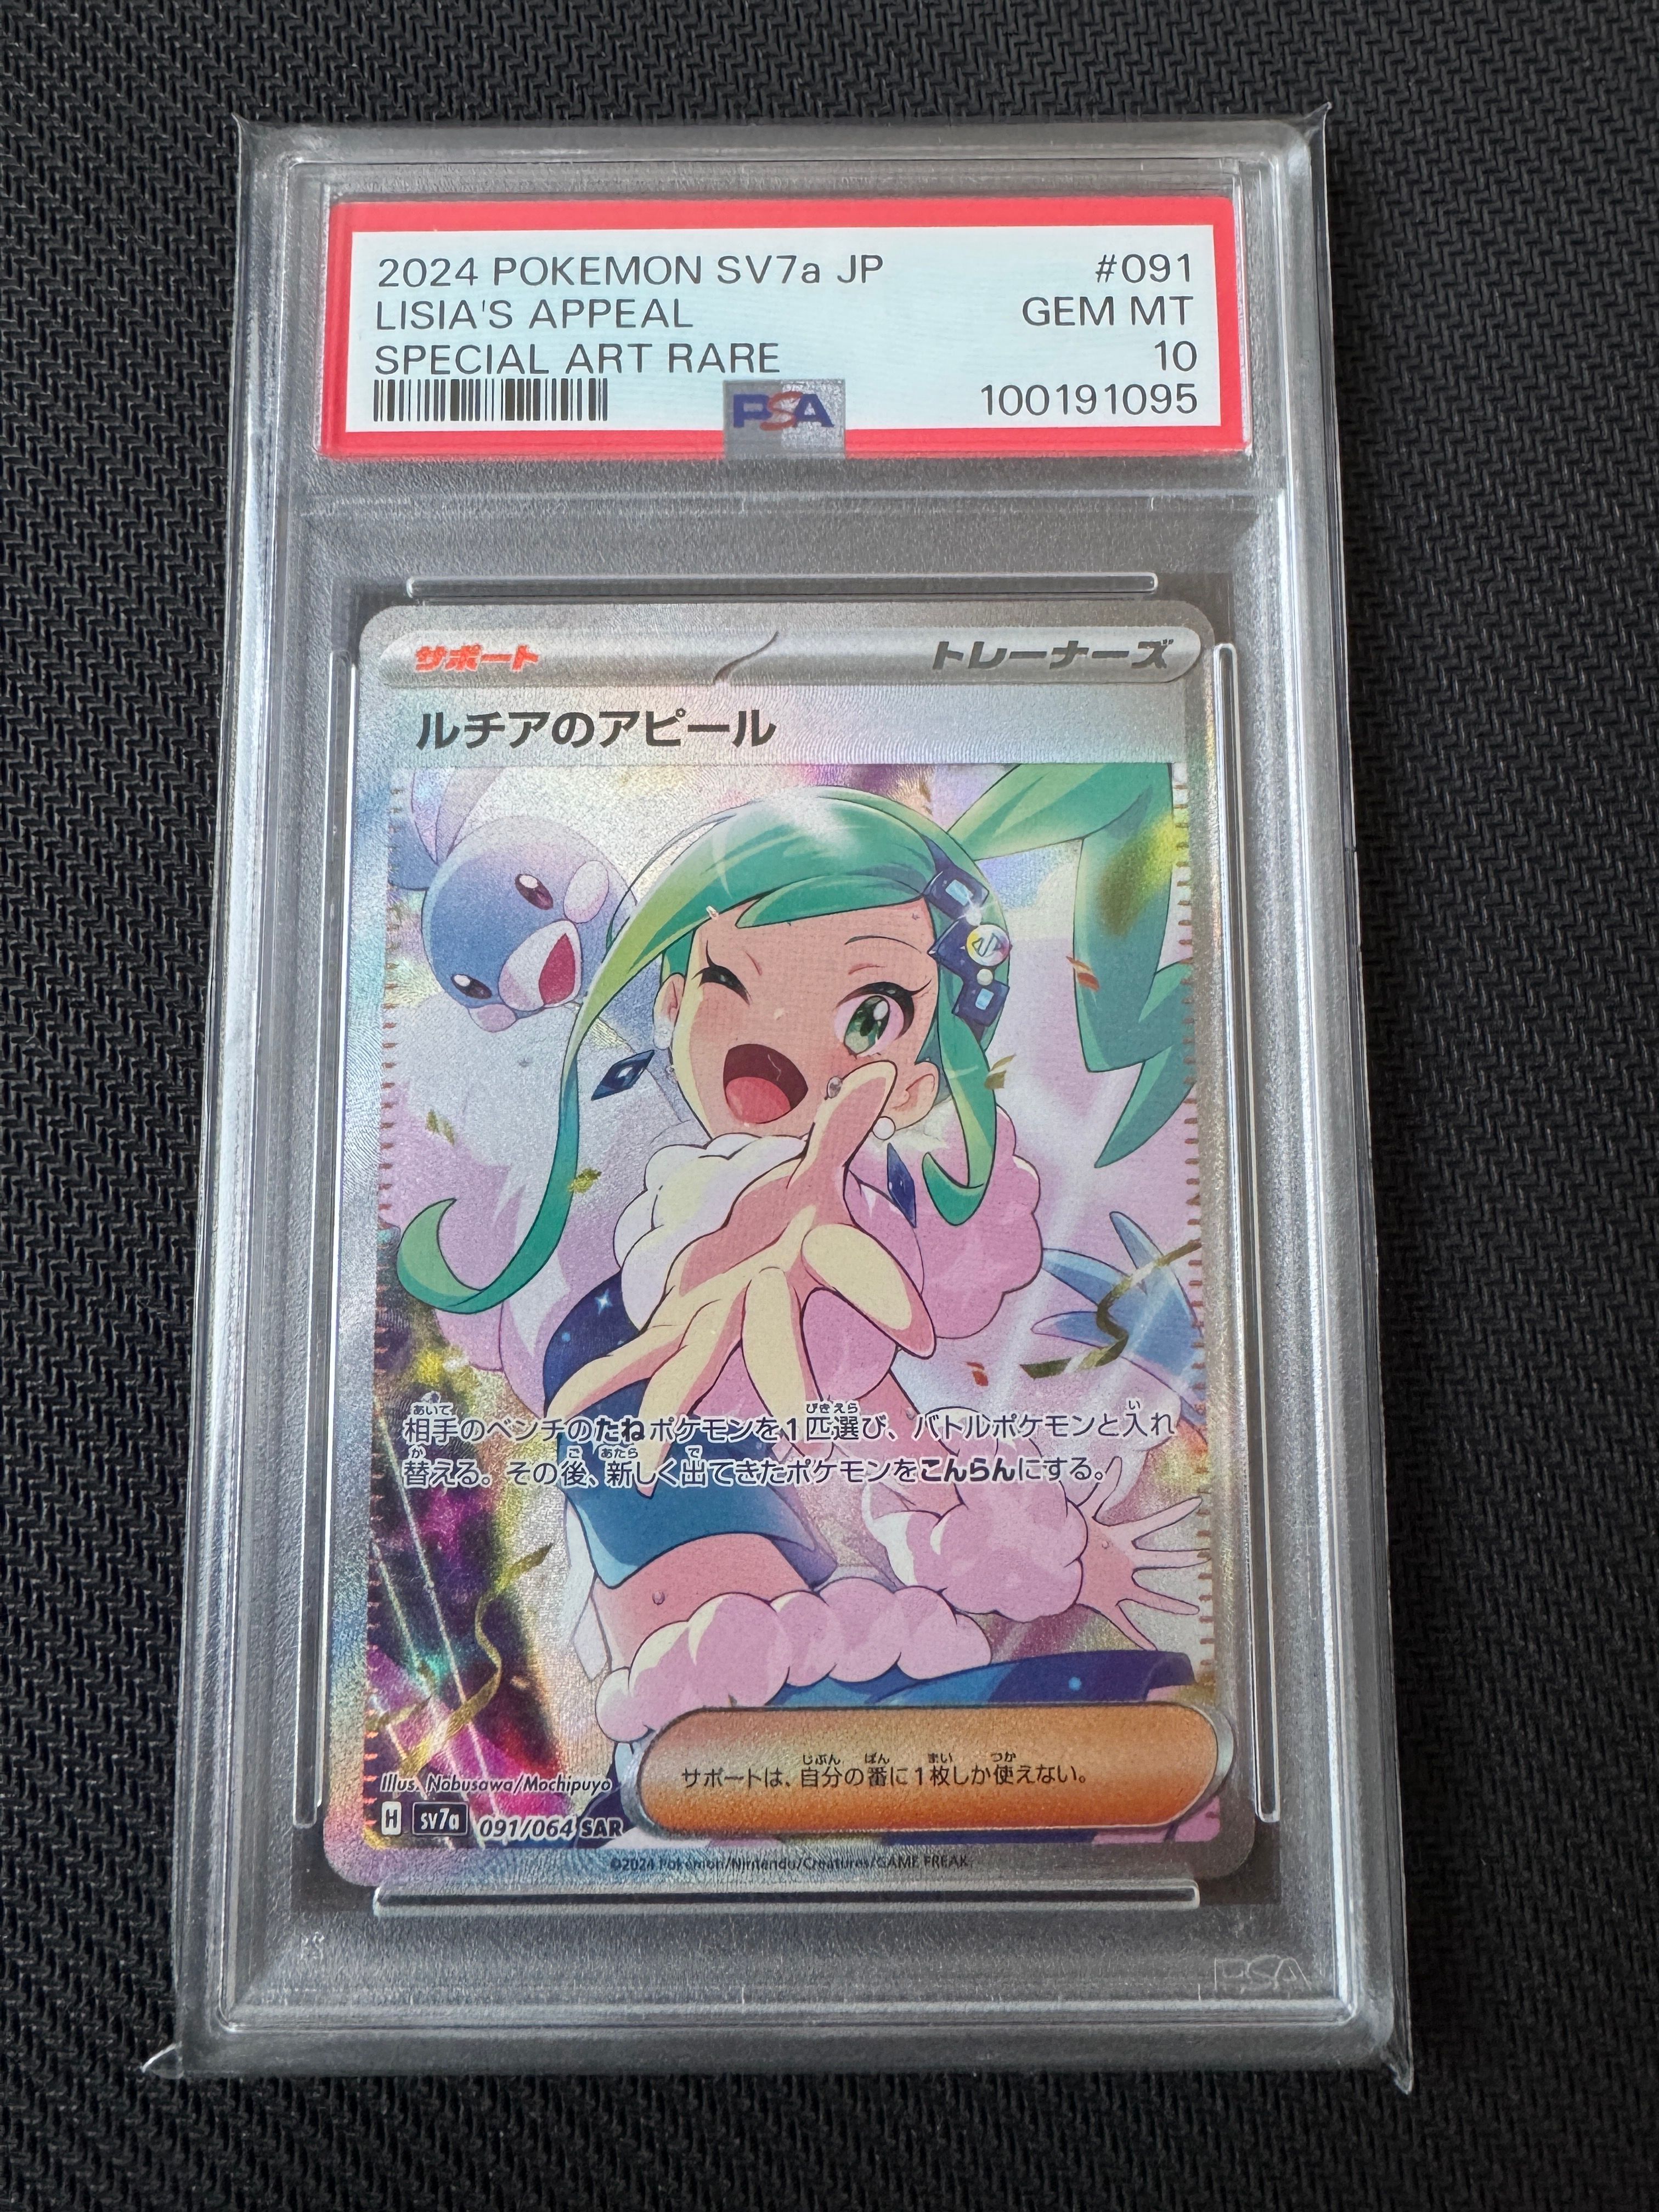 2024 POKEMON SV7a JP #091
LISIA'S APPEAL GEM MT
SPECIAL ART RARE 10
PSA 100191095
サポート トレーナーズ
ルチアのアピール
相手のベンチのたねポケモンを1匹選び、バトルポケモンと入れ
替える。その後、新しく出てきたポケモンをこんらんにする。
サポートは、自分の番に1枚しか使えない。
Illus. Nobusawa/Mochipuyo
H sv7a 091/064 SAR
©2024 Pokémon/Nintendo/Creatures/GAME FREAK
PSA